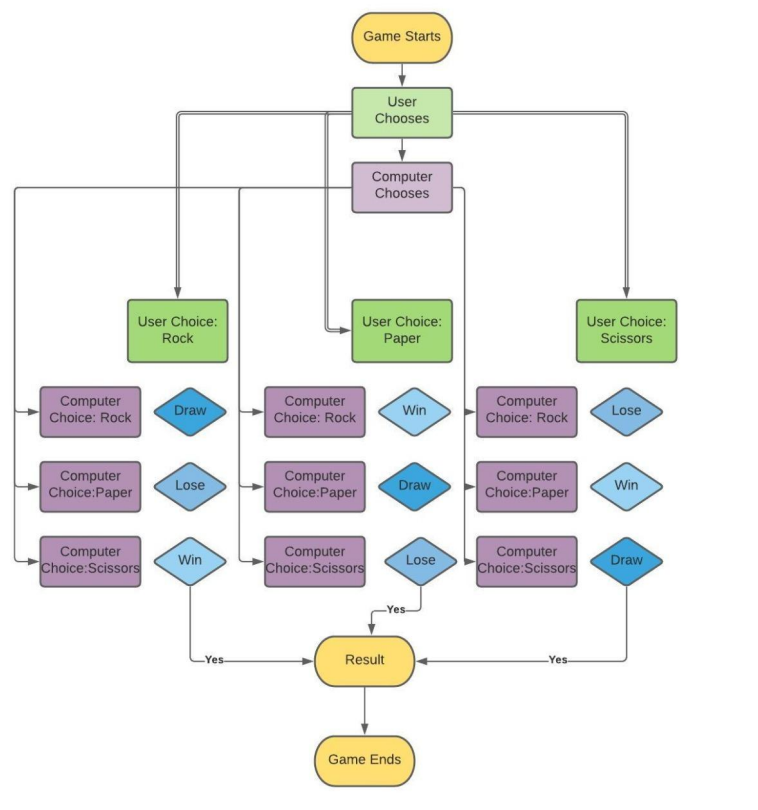 Game Starts
User
Chooses
Computer
Chooses
User Choice:
Rock
User Choice:
Paper
User Choice:
Scissors
Computer
Choice: Rock
Draw
Computer
Choice: Rock
Win
Computer
Choice: Rock
Lose
Computer
Choice:Paper
Lose
Computer
Choice:Paper
Draw
Computer
Choice:Paper
Win
Computer
Choice:Scissors
Win
Computer
Choice:Scissors
Lose
Computer
Choice:Scissors
Draw
Yes
Yes
Result
Yes
Game Ends